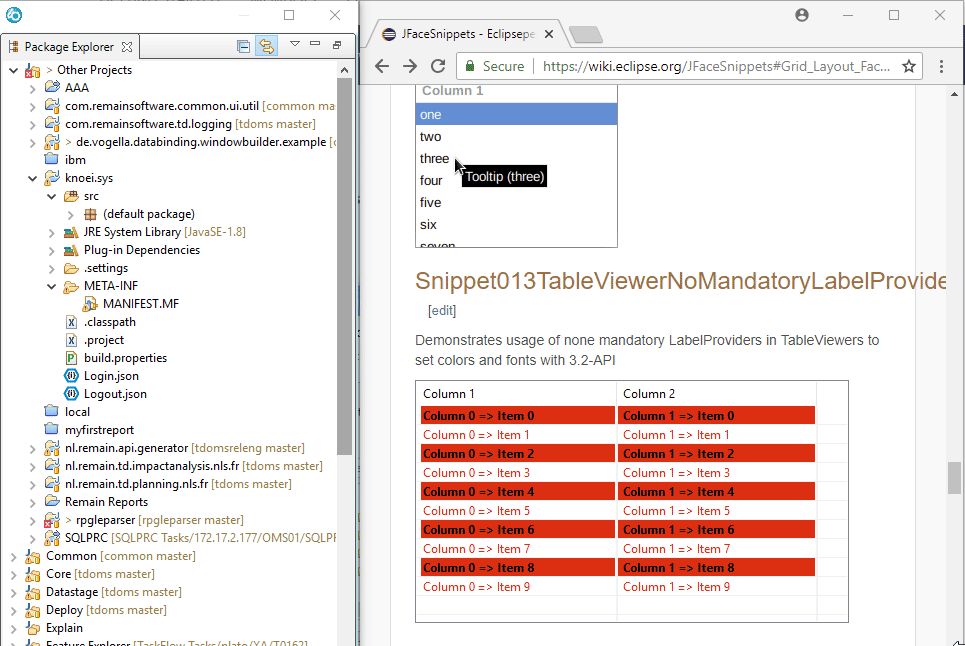 Package Explorer
> Other Projects
AAA
com.remainsoftware.common.ui.util [common ma
com.remainsoftware.td.logging [tdoms master]
> de.vogella.databinding.windowbuilder.example [c
ibm
knoei.sys
src
(default package)
JRE System Library [JavaSE-1.8]
Plug-in Dependencies
.settings
META-INF
MANIFEST.MF
.classpath
.project
build.properties
Login.json
Logout.json
local
myfirstreport
nl.remain.api.generator [tdomsreleng master]
nl.remain.td.impactanalysis.nls.fr [tdoms master]
nl.remain.td.planning.nls.fr [tdoms master]
Remain Reports
> rpgleparser [rpgleparser master]
SQLPRC [SQLPRC Tasks/172.17.2.177/OMS01/SQLPF
Common [common master]
Core [tdoms master]
Datastage [tdoms master]
Deploy [tdoms master]
Explain
Feature Explorer [TaskFlow Tasks/plato/XA/T0162]
JFaceSnippets - Eclipsepe
Secure https://wiki.eclipse.org/JFaceSnippets#Grid_Layout_Fac...
Column 1
one
two
three
Tooltip (three)
four
five
six
seven
Snippet013TableViewerNoMandatoryLabelProvide
[edit]
Demonstrates usage of none mandatory LabelProviders in TableViewers to
set colors and fonts with 3.2-API
Column 1 Column 2
Column 0 => Item 0 Column 1 => Item 0
Column 0 => Item 1 Column 1 => Item 1
Column 0 => Item 2 Column 1 => Item 2
Column 0 => Item 3 Column 1 => Item 3
Column 0 => Item 4 Column 1 => Item 4
Column 0 => Item 5 Column 1 => Item 5
Column 0 => Item 6 Column 1 => Item 6
Column 0 => Item 7 Column 1 => Item 7
Column 0 => Item 8 Column 1 => Item 8
Column 0 => Item 9 Column 1 => Item 9